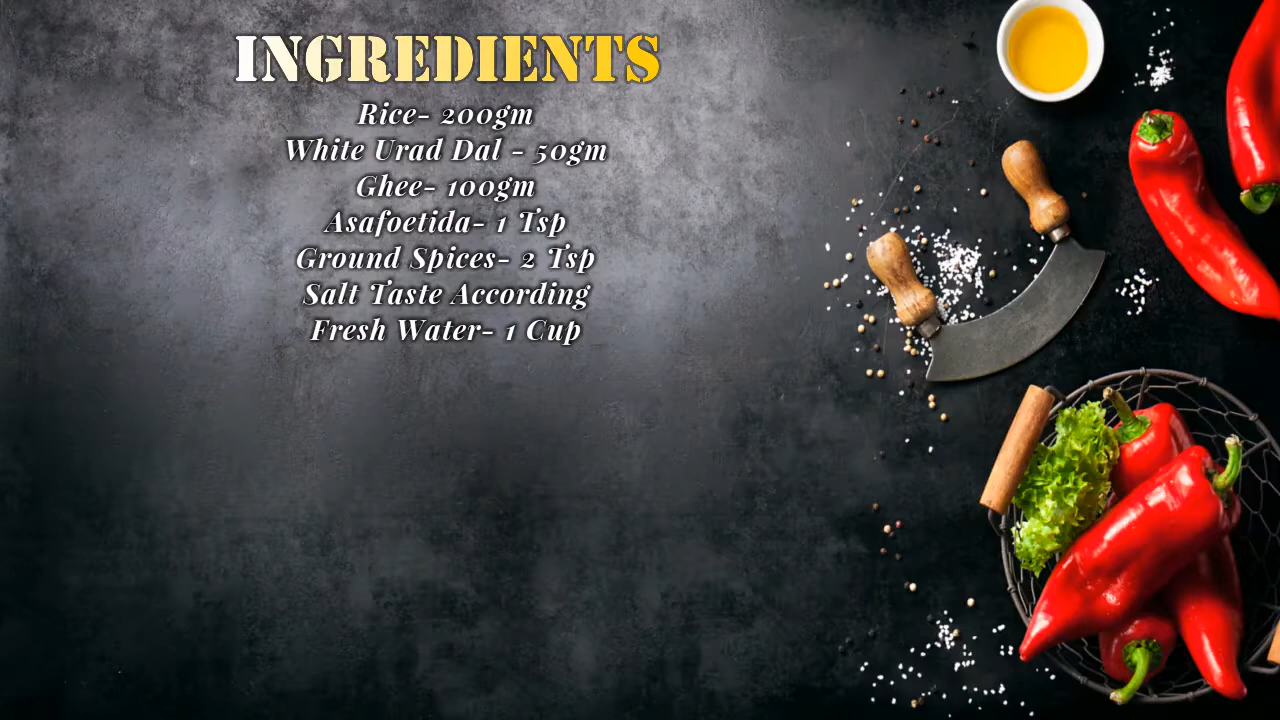 INGREDIENTS
Rice- 200gm
White Urad Dal - 50gm
Ghee- 100gm
Asafoetida- 1 Tsp
Ground Spices- 2 Tsp
Salt Taste According
Fresh Water- 1 Cup